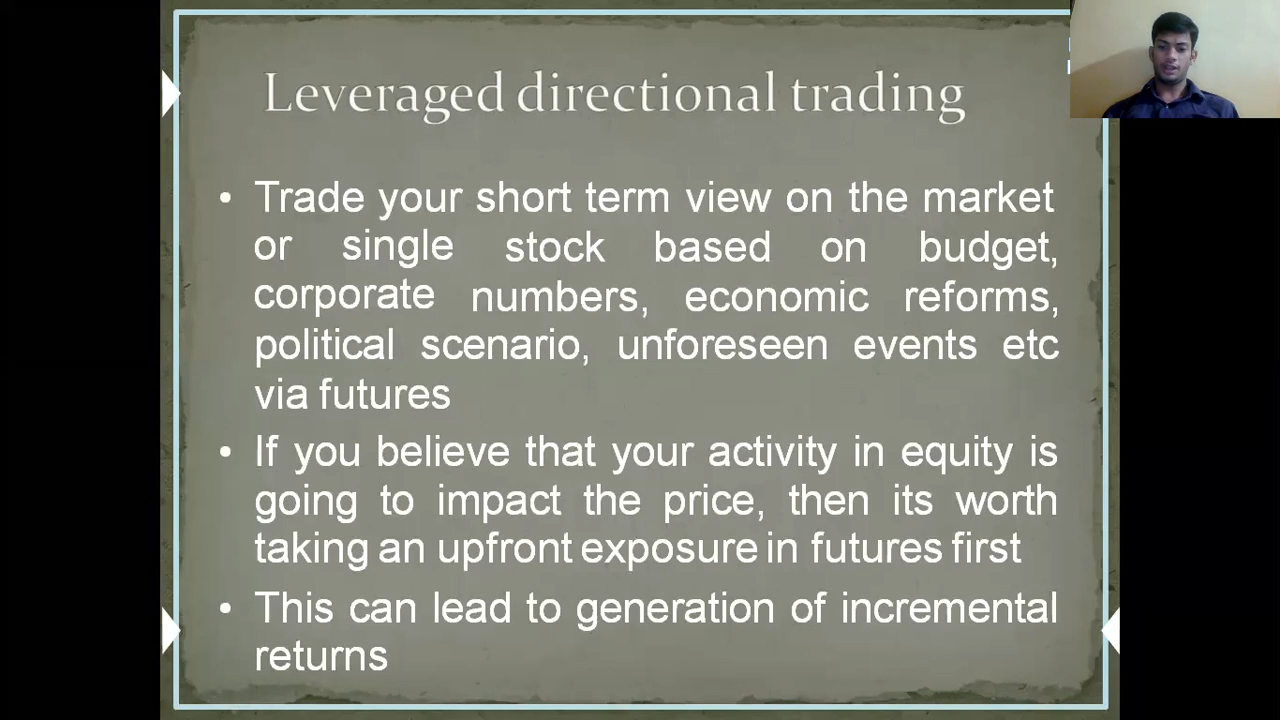 Leveraged directional trading
• Trade your short term view on the market
or single stock based on budget,
corporate numbers, economic reforms,
political scenario, unforeseen events etc
via futures
• If you believe that your activity in equity is
going to impact the price, then its worth
taking an upfront exposure in futures first
• This can lead to generation of incremental
returns